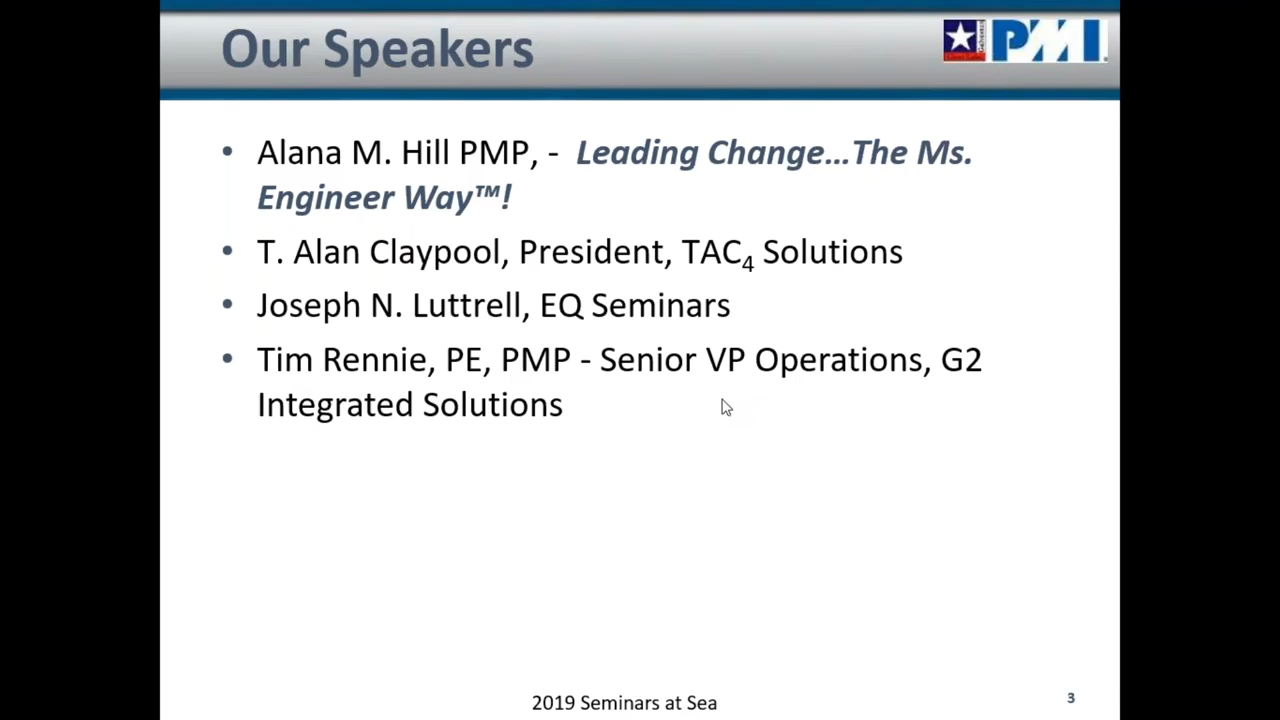 Our Speakers
PMI
• Alana M. Hill PMP, - Leading Change...The Ms.
Engineer Way™!
• T. Alan Claypool, President, TAC₄ Solutions
• Joseph N. Luttrell, EQ Seminars
• Tim Rennie, PE, PMP - Senior VP Operations, G2
Integrated Solutions
2019 Seminars at Sea
3